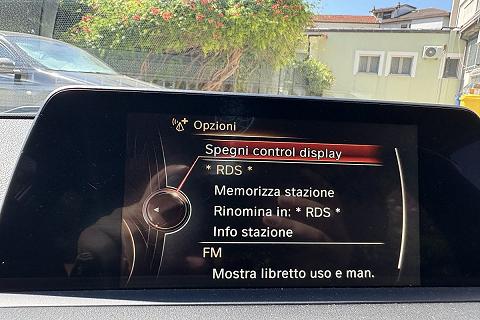 Opzioni
Spegni control display
* RDS *
Memorizza stazione
Rinomina in: * RDS *
Info stazione
FM
Mostra libretto uso e man.